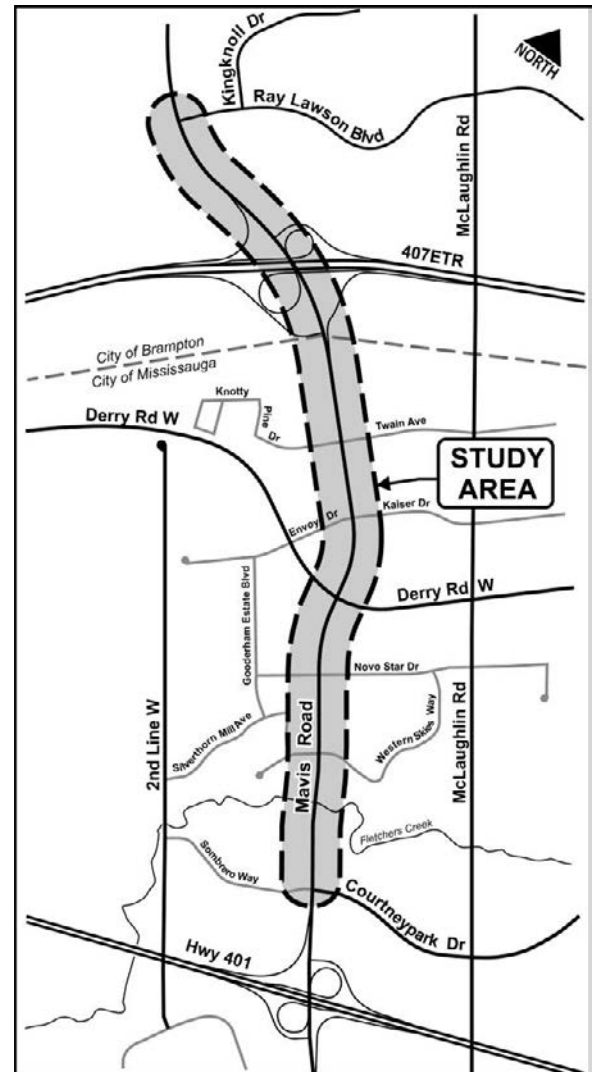 Kingknoll Dr
NORTH
Ray Lawson Blvd
McLaughlin Rd
407ETR
City of Brampton
City of Mississauga
Knotty
Pine
Dr
Derry Rd W
Twain Ave
STUDY
AREA
Envoy Dr
Kaiser Dr
Derry Rd W
Gooderham Estate Blvd
Novo Star Dr
Silverthorn Mill Ave
Mavis Road
Western Skies Way
McLaughlin Rd
2nd Line W
Fletchers Creek
Sombrero Way
Courtneypark Dr
Hwy 401